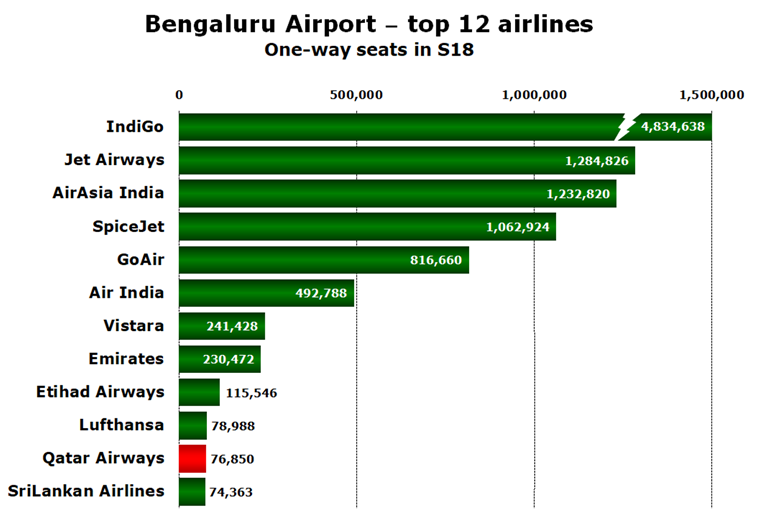 Bengaluru Airport – top 12 airlines
One-way seats in S18
0 500,000 1,000,000 1,500,000
IndiGo 4,834,638
Jet Airways 1,284,826
AirAsia India 1,232,820
SpiceJet 1,062,924
GoAir 816,660
Air India 492,788
Vistara 241,428
Emirates 230,472
Etihad Airways 115,546
Lufthansa 78,988
Qatar Airways 76,850
SriLankan Airlines 74,363